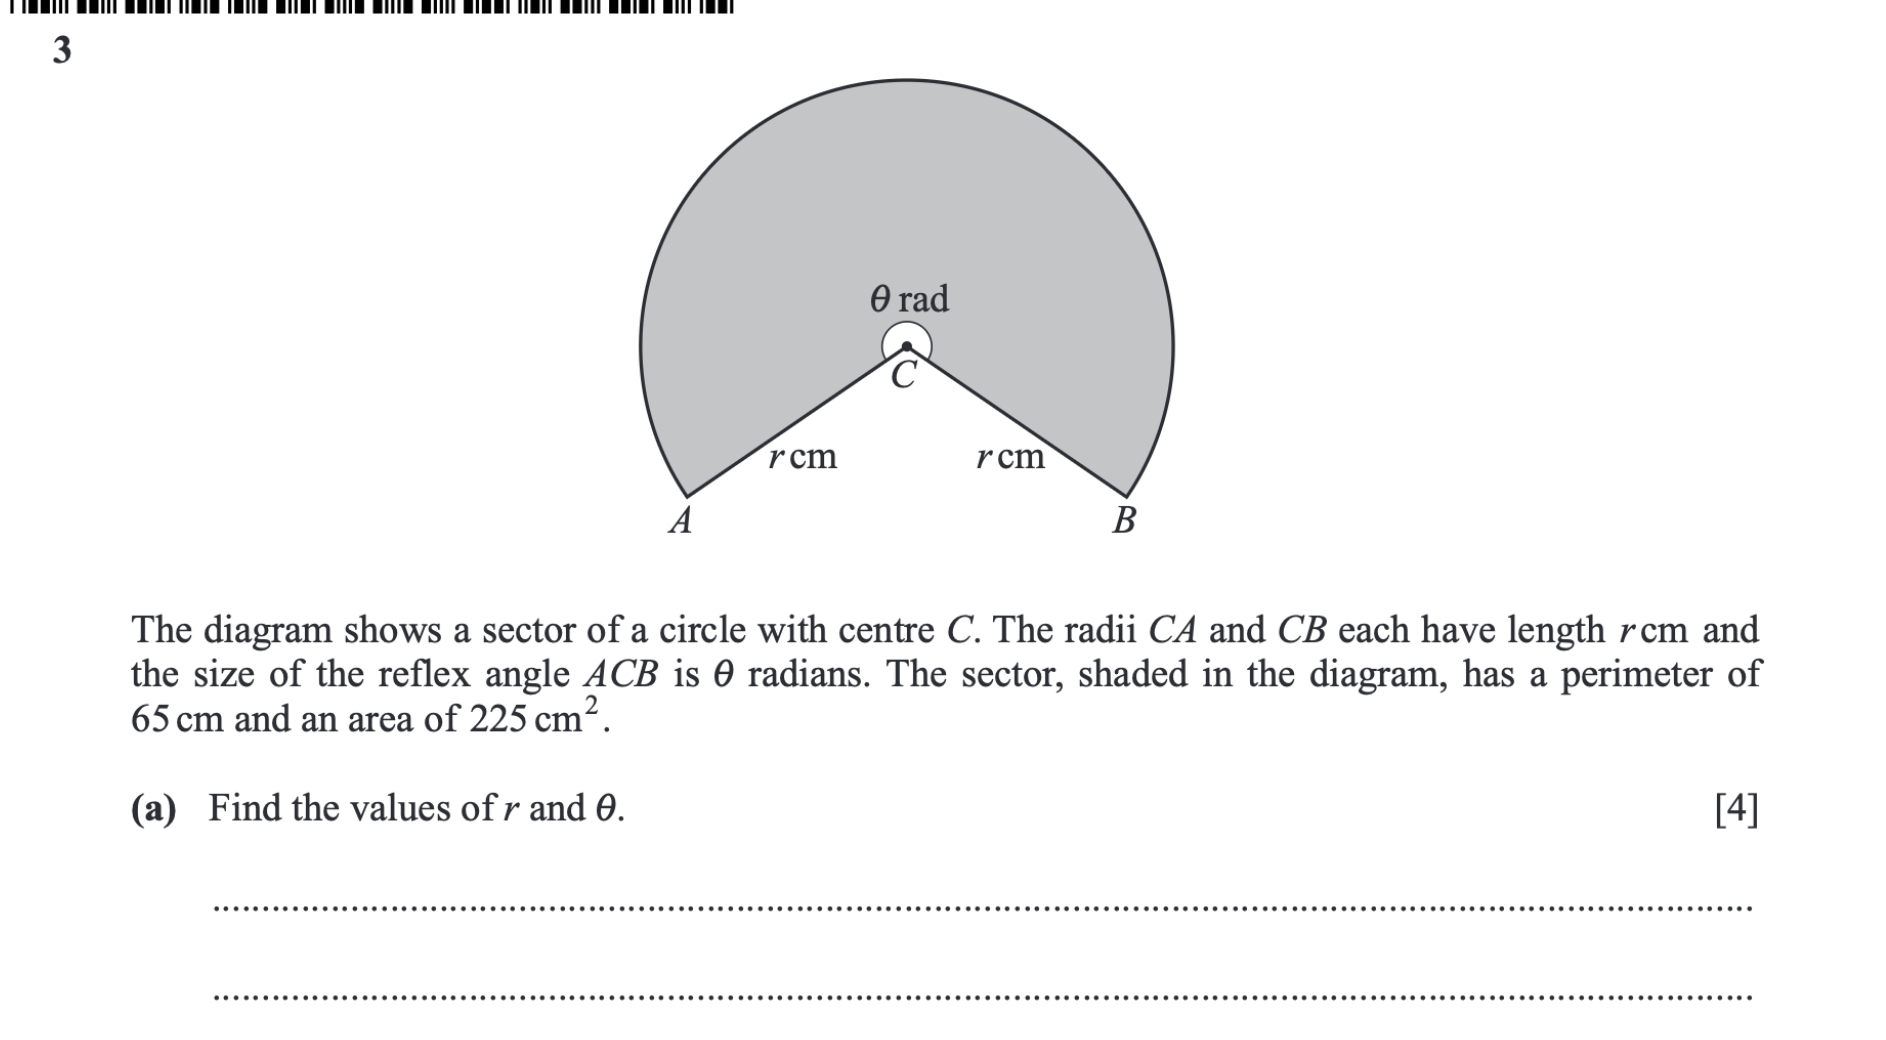 3
θ rad
C
r cm
r cm
A
B
The diagram shows a sector of a circle with centre C. The radii CA and CB each have length r cm and
the size of the reflex angle ACB is θ radians. The sector, shaded in the diagram, has a perimeter of
65 cm and an area of 225 cm².
(a) Find the values of r and θ. [4]